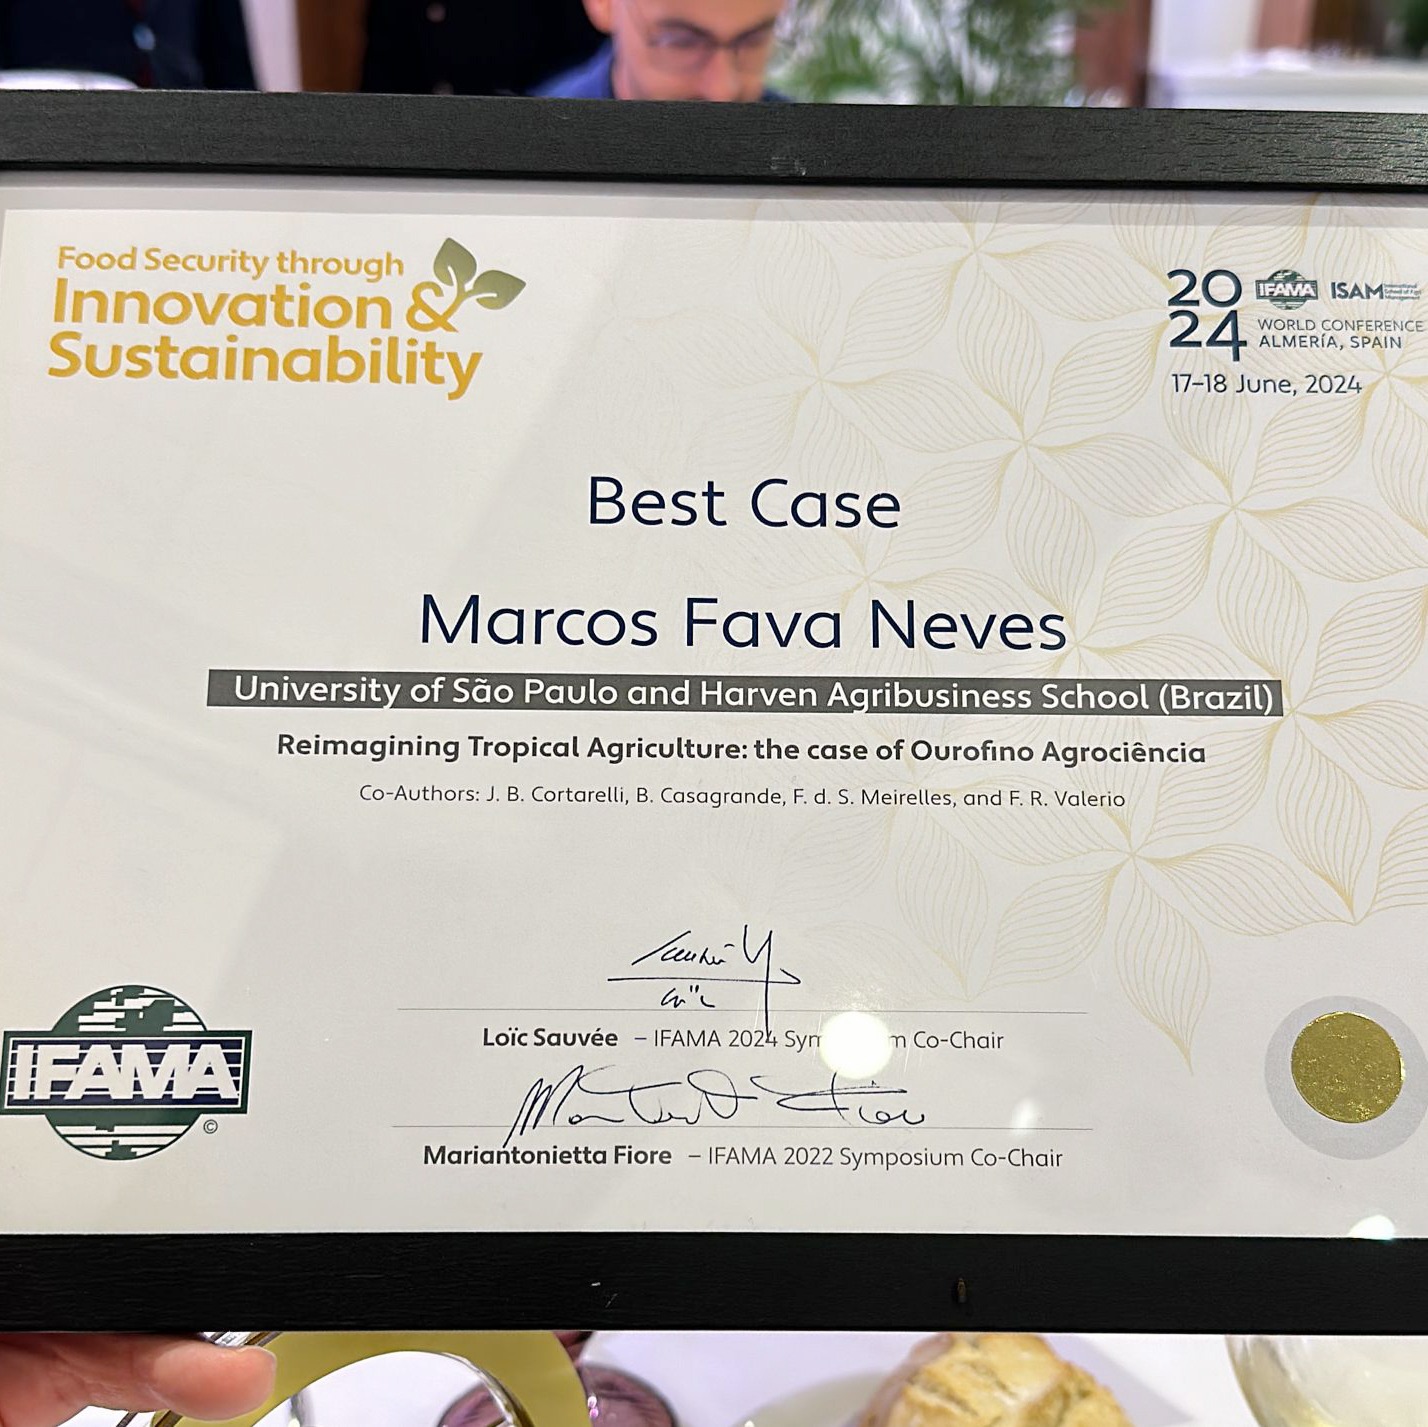 Food Security through
Innovation &
Sustainability
2024
IFAMA ISAM
WORLD CONFERENCE
ALMERÍA, SPAIN
17–18 June, 2024
Best Case
Marcos Fava Neves
University of São Paulo and Harven Agribusiness School (Brazil)
Reimagining Tropical Agriculture: the case of Ourofino Agrociência
Co-Authors: J. B. Cortarelli, B. Casagrande, F. d. S. Meirelles, and F. R. Valerio
Loïc Sauvée – IFAMA 2024 Co-Chair
Mariantonietta Fiore – IFAMA 2022 Symposium Co-Chair
IFAMA
©